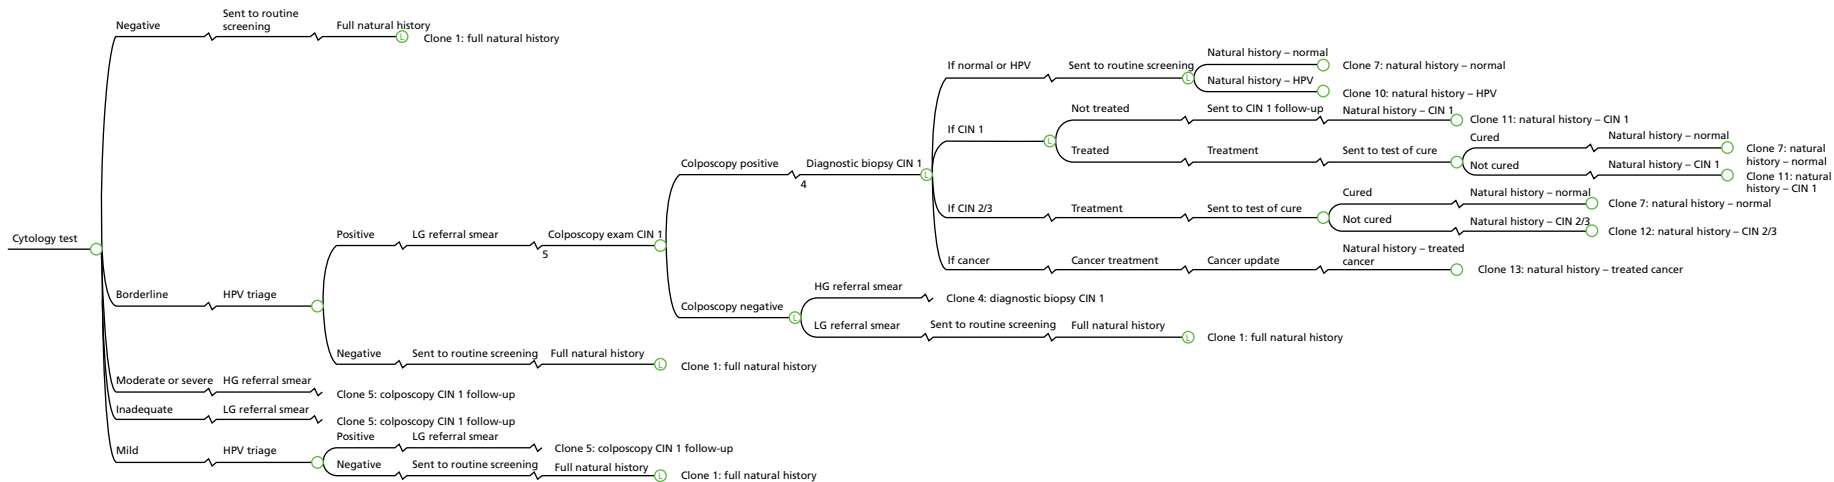 Negative
Sent to routine
screening
Full natural history
L
Clone 1: full natural history
Cytology test
Borderline
HPV triage
Positive
LG referral smear
5
Colposcopy exam CIN 1
Colposcopy positive
4
Diagnostic biopsy CIN 1
L
If normal or HPV
Sent to routine screening
L
Natural history – normal
Clone 7: natural history – normal
Natural history – HPV
Clone 10: natural history – HPV
If CIN 1
L
Not treated
Sent to CIN 1 follow-up
Natural history – CIN 1
Clone 11: natural history – CIN 1
Treated
Treatment
Sent to test of cure
Cured
Natural history – normal
Clone 7: natural
history – normal
Not cured
Natural history – CIN 1
Clone 11: natural
history – CIN 1
If CIN 2/3
Treatment
Sent to test of cure
Cured
Natural history – normal
Clone 7: natural history – normal
Not cured
Natural history – CIN 2/3
Clone 12: natural history – CIN 2/3
If cancer
Cancer treatment
Cancer update
Natural history – treated
cancer
Clone 13: natural history – treated cancer
Colposcopy negative
L
HG referral smear
Clone 4: diagnostic biopsy CIN 1
LG referral smear
Sent to routine screening
Full natural history
L
Clone 1: full natural history
Negative
Sent to routine screening
Full natural history
L
Clone 1: full natural history
Moderate or severe
HG referral smear
Clone 5: colposcopy CIN 1 follow-up
Inadequate
LG referral smear
Clone 5: colposcopy CIN 1 follow-up
Mild
HPV triage
Positive
LG referral smear
Clone 5: colposcopy CIN 1 follow-up
Negative
Sent to routine screening
Full natural history
L
Clone 1: full natural history